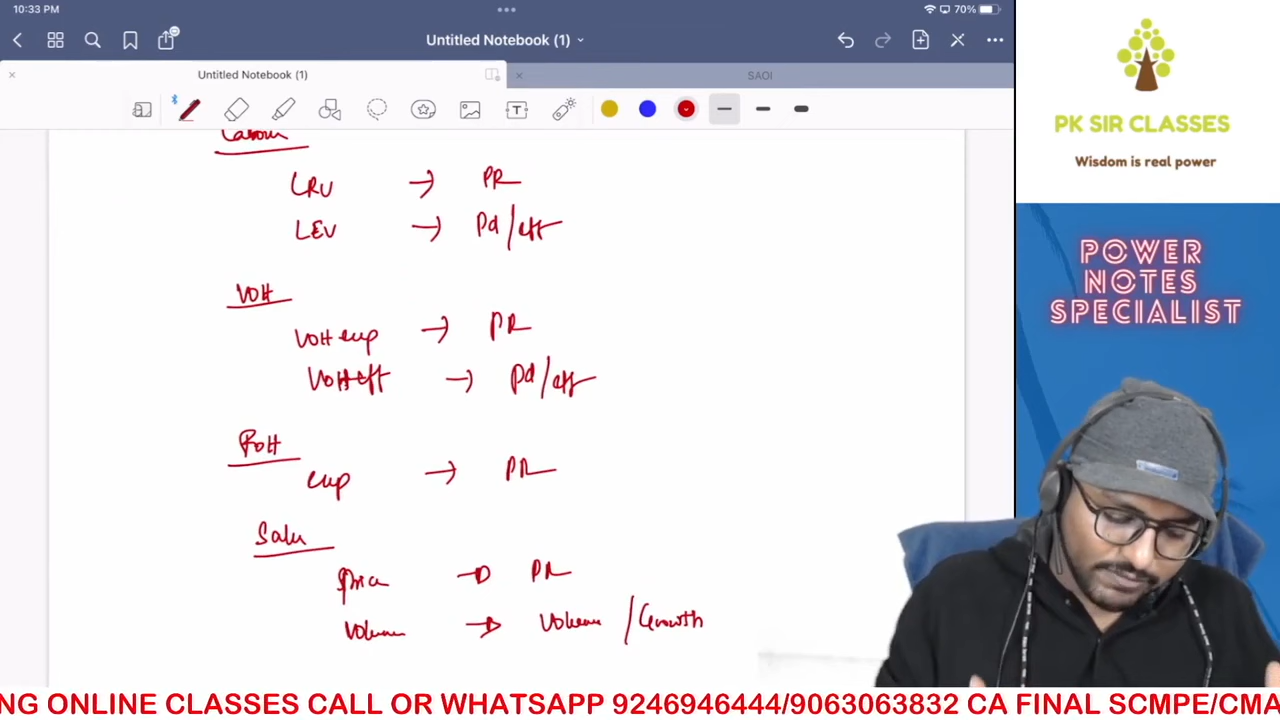 10:33 PM
70%
Untitled Notebook (1)
Untitled Notebook (1)
SAOI
Labour
LRV → PR
LEV → Pd/eff
VOH
VOH exp → PR
VOH eff → Pd/eff
FOH
exp → PR
Sales
Price → PR
Volume → Volume / Growth
PK SIR CLASSES
Wisdom is real power
POWER
NOTES
SPECIALIST
NG ONLINE CLASSES CALL OR WHATSAPP 9246946444/9063063832 CA FINAL SCMPE/CMA